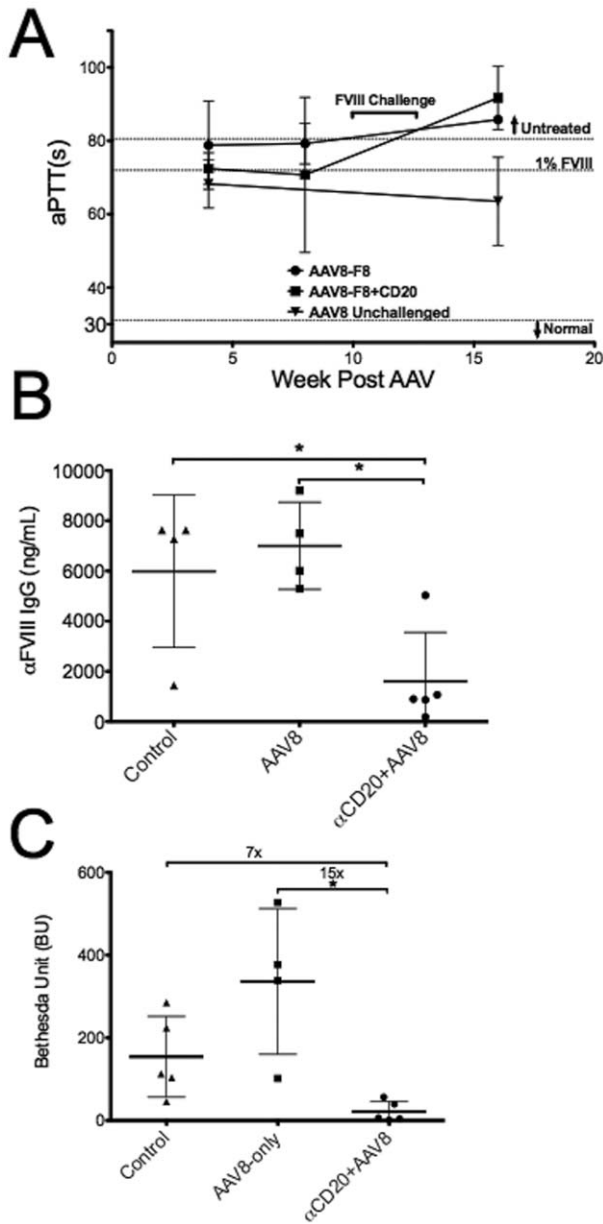 A
aPTT(s)
100
80
60
40
30
FVIII Challenge
Untreated
1% FVIII
AAV8-F8
AAV8-F8+CD20
AAV8 Unchallenged
Normal
0
5
10
15
20
Week Post AAV
B
*
*
αFVIII IgG (ng/mL)
10000
8000
6000
4000
2000
0
Control
AAV8
αCD20+AAV8
C
7x
15x
*
Bethesda Unit (BU)
600
400
200
0
Control
AAV8-only
αCD20+AAV8